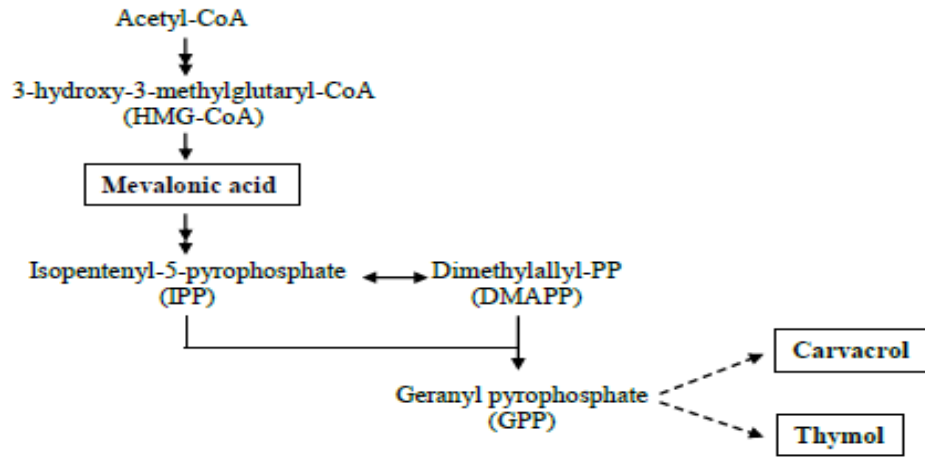 Acetyl-CoA
3-hydroxy-3-methylglutaryl-CoA
(HMG-CoA)
Mevalonic acid
Isopentenyl-5-pyrophosphate
(IPP)
Dimethylallyl-PP
(DMAPP)
Geranyl pyrophosphate
(GPP)
Carvacrol
Thymol